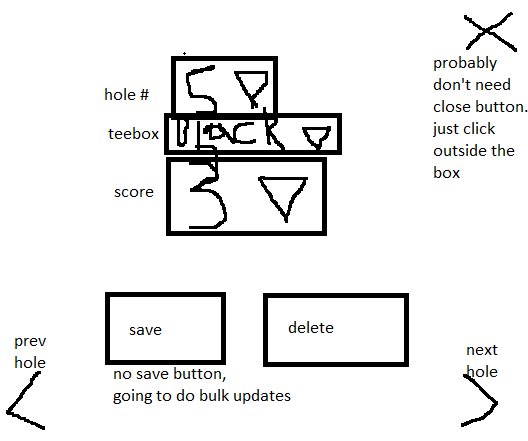 probably
don't need
close button.
just click
outside the
box
hole #
5
teebox
black
score
3
save
delete
no save button,
going to do bulk updates
prev
hole
next
hole